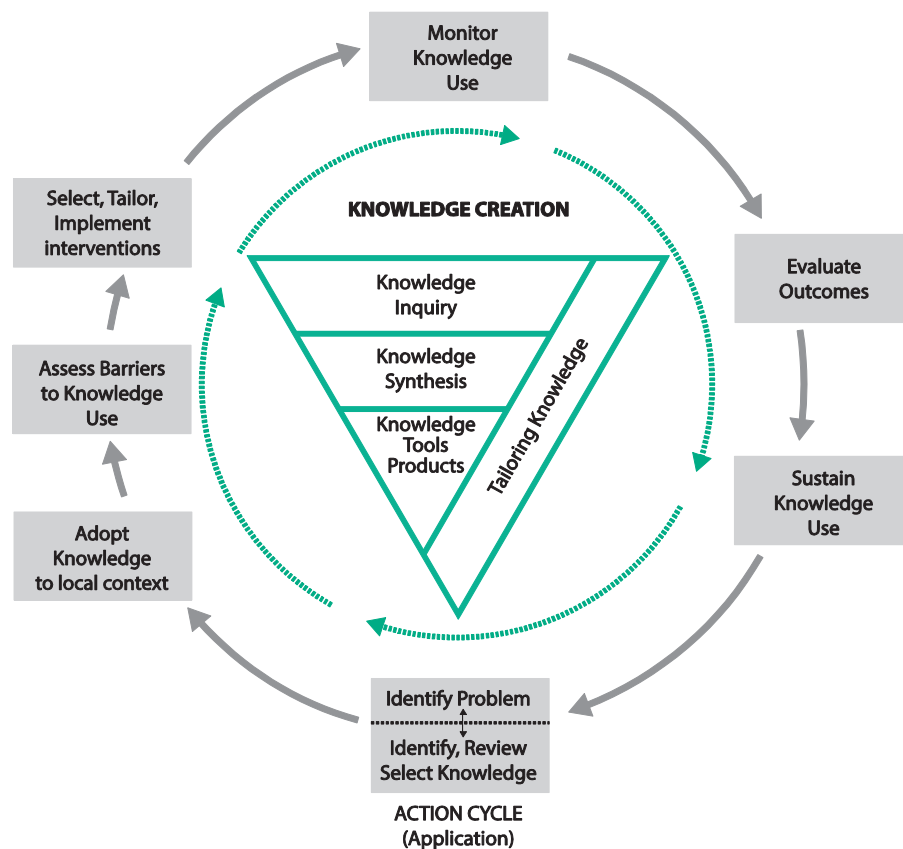 Monitor
Knowledge
Use
Select, Tailor,
Implement
interventions
KNOWLEDGE CREATION
Evaluate
Outcomes
Knowledge
Inquiry
Knowledge
Synthesis
Knowledge
Tools
Products
Tailoring Knowledge
Assess Barriers
to Knowledge
Use
Sustain
Knowledge
Use
Adopt
Knowledge
to local context
Identify Problem
Identify, Review
Select Knowledge
ACTION CYCLE
(Application)